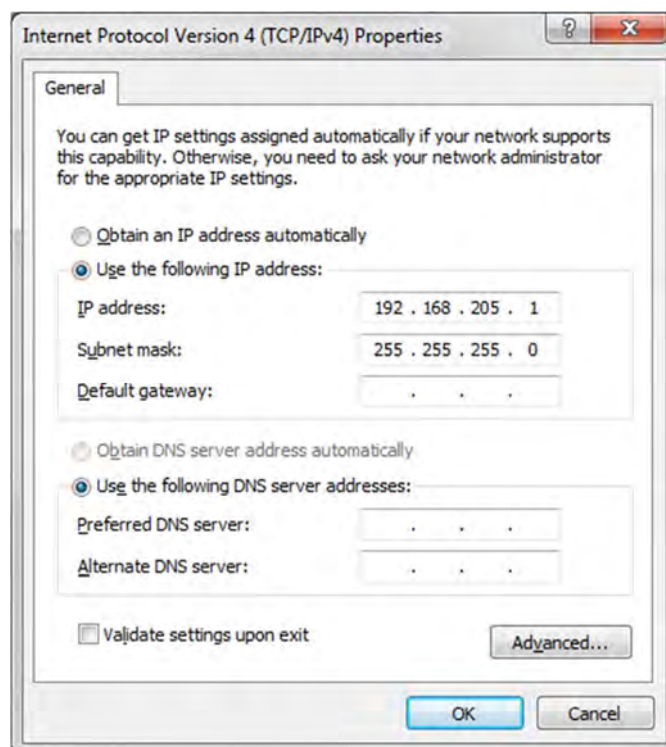 Internet Protocol Version 4 (TCP/IPv4) Properties
General
You can get IP settings assigned automatically if your network supports
this capability. Otherwise, you need to ask your network administrator
for the appropriate IP settings.
Obtain an IP address automatically
Use the following IP address:
IP address: 192 . 168 . 205 . 1
Subnet mask: 255 . 255 . 255 . 0
Default gateway: . . .
Obtain DNS server address automatically
Use the following DNS server addresses:
Preferred DNS server: . . .
Alternate DNS server: . . .
Validate settings upon exit
Advanced...
OK Cancel